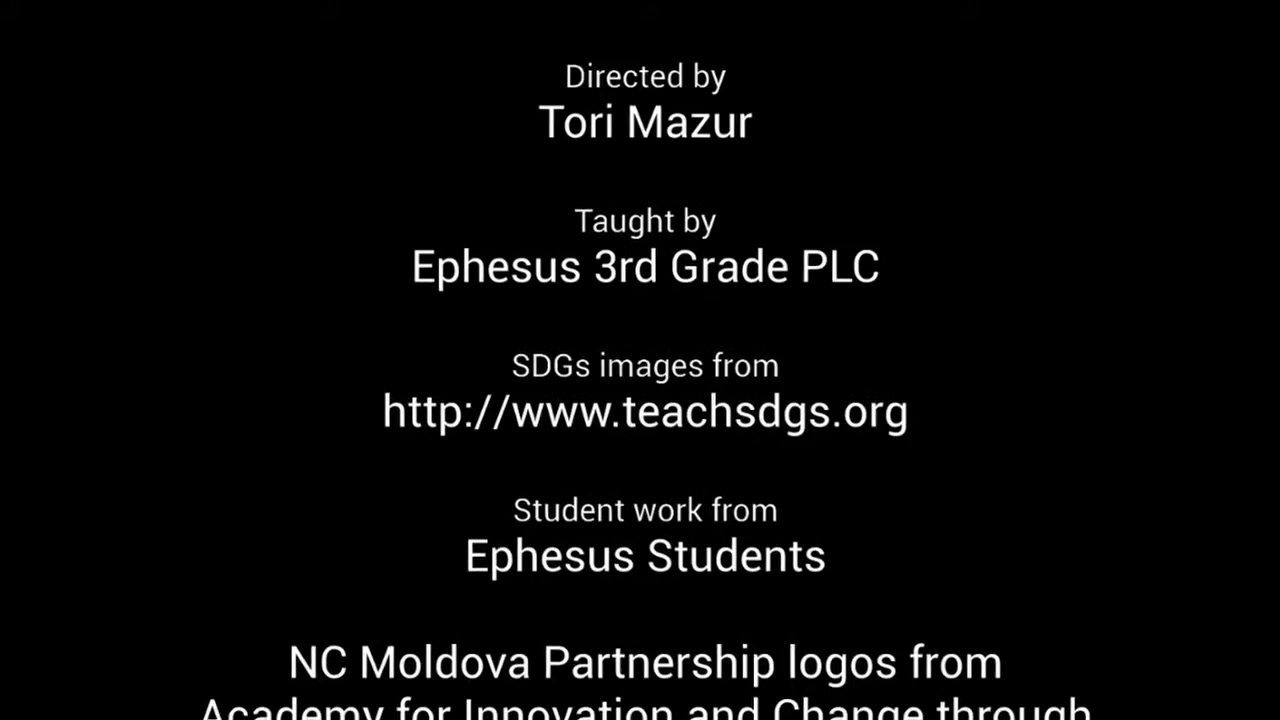 Directed by
Tori Mazur
Taught by
Ephesus 3rd Grade PLC
SDGs images from
http://www.teachsdgs.org
Student work from
Ephesus Students
NC Moldova Partnership logos from
Academy for Innovation and Change through